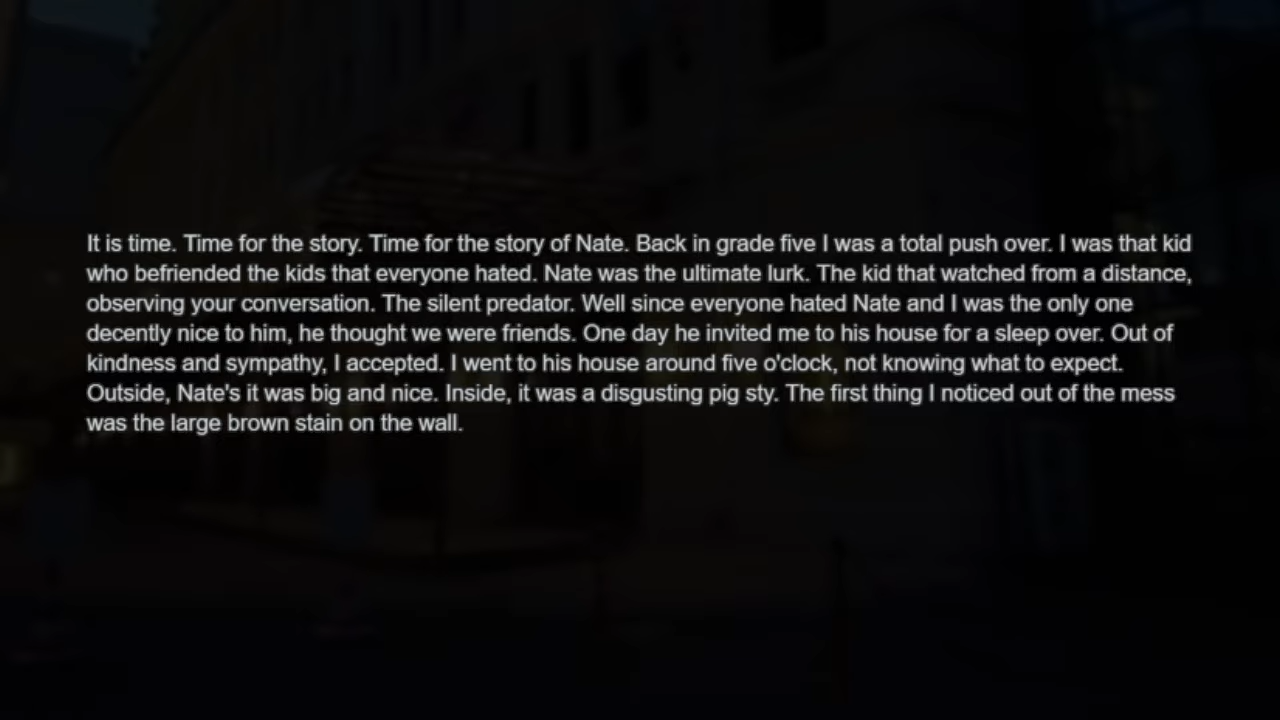 It is time. Time for the story. Time for the story of Nate. Back in grade five I was a total push over. I was that kid
who befriended the kids that everyone hated. Nate was the ultimate lurk. The kid that watched from a distance,
observing your conversation. The silent predator. Well since everyone hated Nate and I was the only one
decently nice to him, he thought we were friends. One day he invited me to his house for a sleep over. Out of
kindness and sympathy, I accepted. I went to his house around five o'clock, not knowing what to expect.
Outside, Nate's it was big and nice. Inside, it was a disgusting pig sty. The first thing I noticed out of the mess
was the large brown stain on the wall.